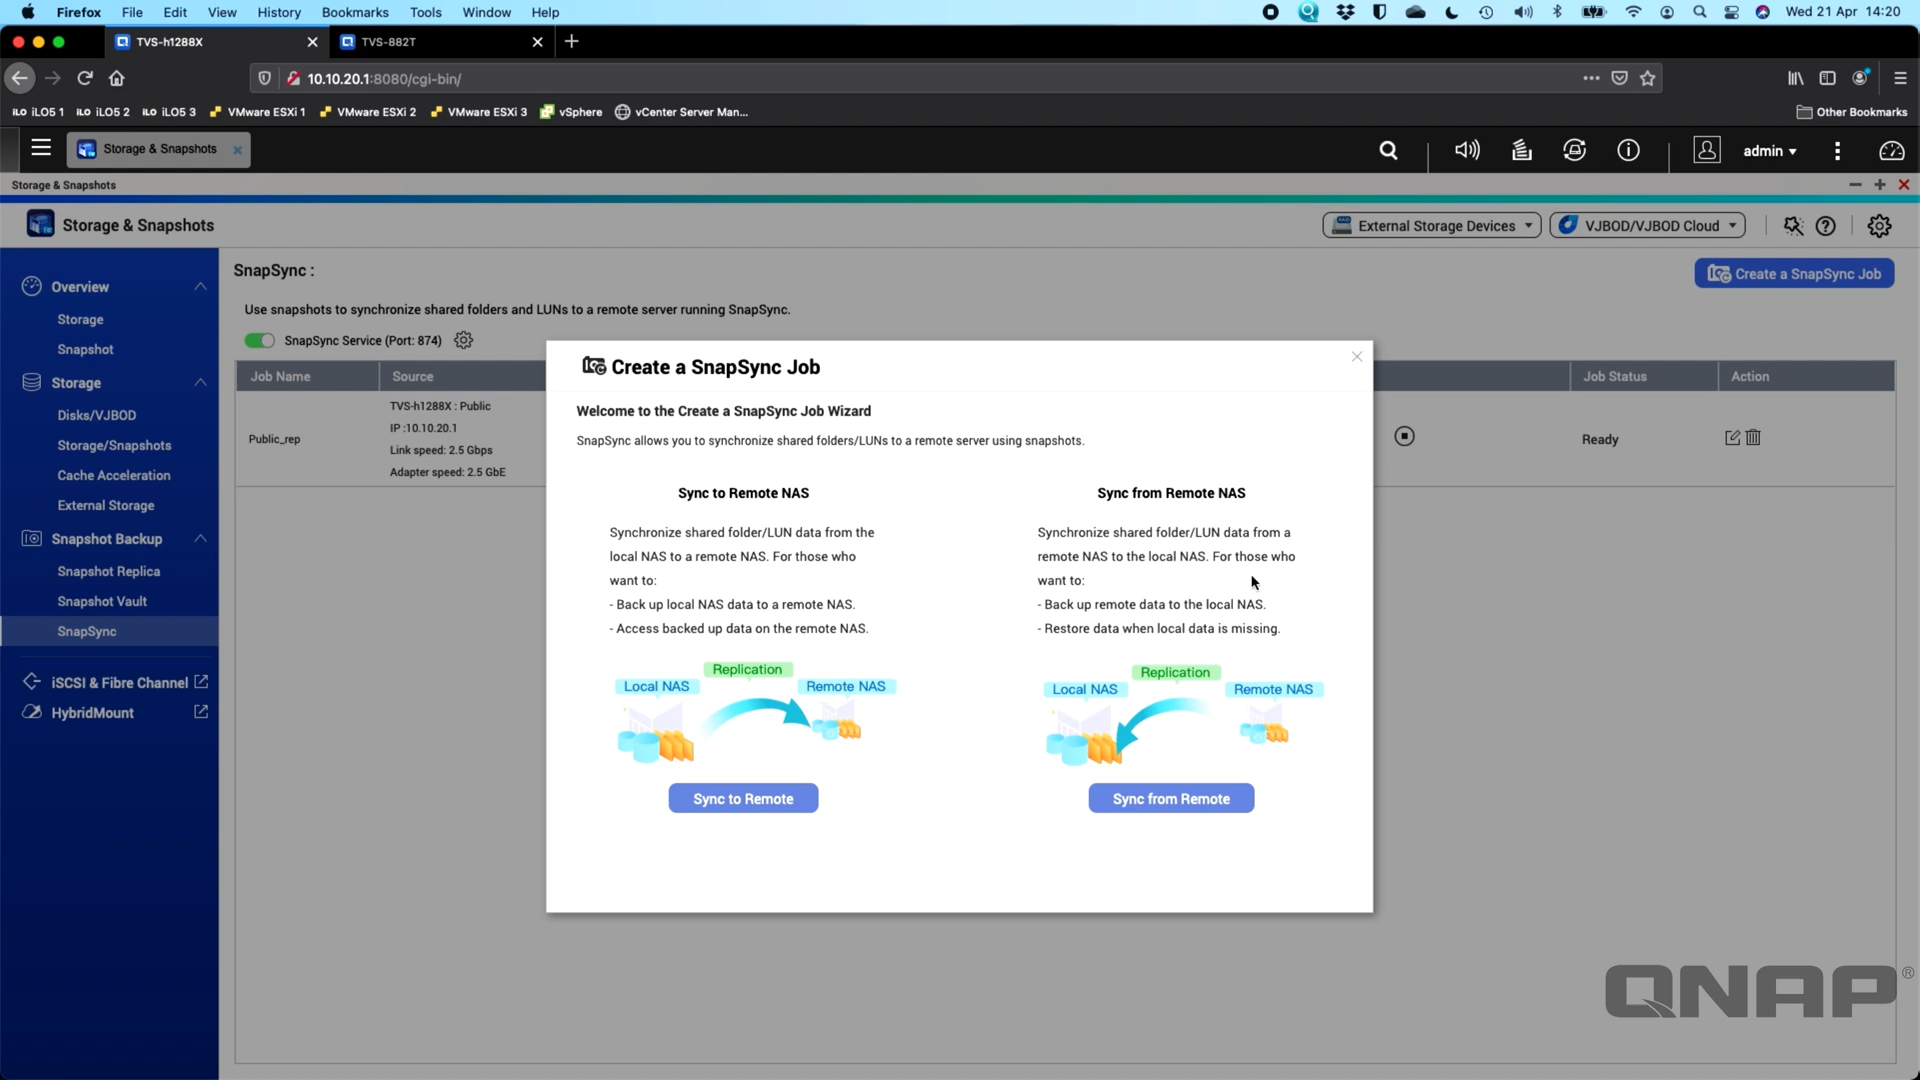 Firefox File Edit View History Bookmarks Tools Window Help
Wed 21 Apr 14:20
TVS-h1288X
TVS-882T
10.10.20.1:8080/cgi-bin/
iLO iLO5 1 iLO iLO5 2 iLO iLO5 3 VMware ESXi 1 VMware ESXi 2 VMware ESXi 3 vSphere vCenter Server Man... Other Bookmarks
Storage & Snapshots
admin
Storage & Snapshots
Storage & Snapshots
External Storage Devices
VJBOD/VJBOD Cloud
Overview
Storage
Snapshot
Storage
Disks/VJBOD
Storage/Snapshots
Cache Acceleration
External Storage
Snapshot Backup
Snapshot Replica
Snapshot Vault
SnapSync
iSCSI & Fibre Channel
HybridMount
SnapSync :
Create a SnapSync Job
Use snapshots to synchronize shared folders and LUNs to a remote server running SnapSync.
SnapSync Service (Port: 874)
Job Name Source Job Status Action
Public_rep
TVS-h1288X : Public
IP :10.10.20.1
Link speed: 2.5 Gbps
Adapter speed: 2.5 GbE
Ready
Create a SnapSync Job
Welcome to the Create a SnapSync Job Wizard
SnapSync allows you to synchronize shared folders/LUNs to a remote server using snapshots.
Sync to Remote NAS
Synchronize shared folder/LUN data from the
local NAS to a remote NAS. For those who
want to:
- Back up local NAS data to a remote NAS.
- Access backed up data on the remote NAS.
Replication
Local NAS
Remote NAS
Sync to Remote
Sync from Remote NAS
Synchronize shared folder/LUN data from a
remote NAS to the local NAS. For those who
want to:
- Back up remote data to the local NAS.
- Restore data when local data is missing.
Replication
Local NAS
Remote NAS
Sync from Remote
QNAP®